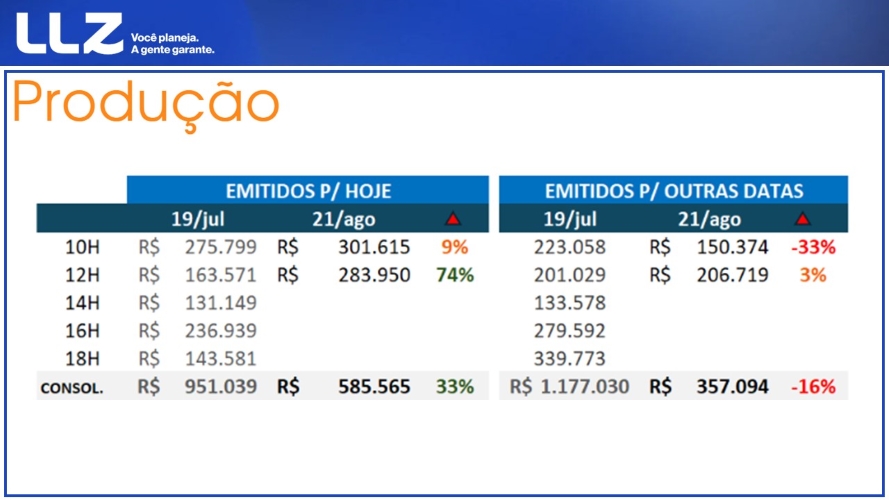 LLZ Você planeja.
A gente garante.
Produção
EMITIDOS P/ HOJE EMITIDOS P/ OUTRAS DATAS
19/jul 21/ago 19/jul 21/ago
10H R$ 275.799 R$ 301.615 9% 223.058 R$ 150.374 -33%
12H R$ 163.571 R$ 283.950 74% 201.029 R$ 206.719 3%
14H R$ 131.149 133.578
16H R$ 236.939 279.592
18H R$ 143.581 339.773
CONSOL. R$ 951.039 R$ 585.565 33% R$ 1.177.030 R$ 357.094 -16%